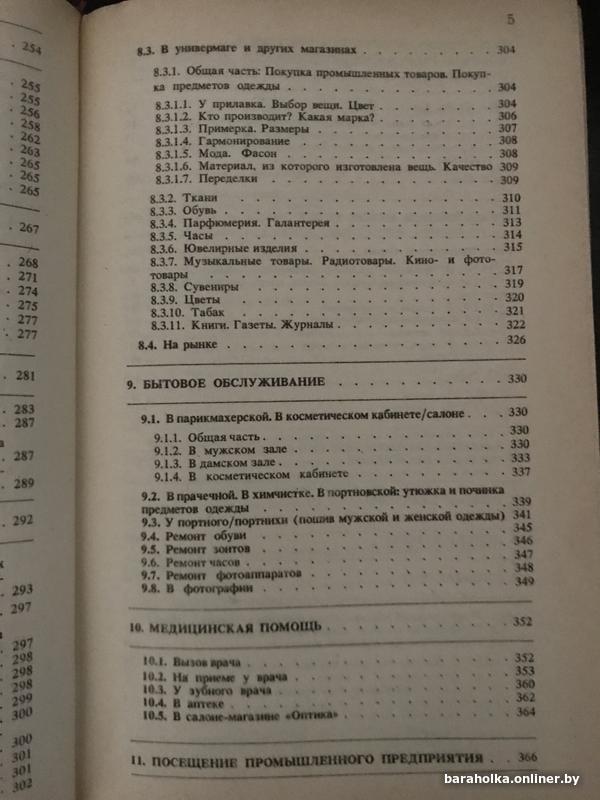 . 254
. 255
. 255
. 256
. 258
. 262
. 263
. 265
. 265
. 265
. 267
. 268
. 271
. 274
. 275
. 277
. 277
. 281
. 283
. 287
. 287
. 289
. 292
. 293
. 297
. 297
. 298
. 298
. 298
. 299
. 300
. 300
. 301
. 301
. 302
5
8.3. В универмаге и других магазинах . . . . . . . . 304
8.3.1. Общая часть: Покупка промышленных товаров. Покуп-
ка предметов одежды . . . . . . . . . . . . 304
8.3.1.1. У прилавка. Выбор вещи. Цвет . . . . . . . 304
8.3.1.2. Кто производит? Какая марка? . . . . . . . 306
8.3.1.3. Примерка. Размеры . . . . . . . . . . 307
8.3.1.4. Гармонирование . . . . . . . . . . . 308
8.3.1.5. Мода. Фасон . . . . . . . . . . . . 308
8.3.1.6. Материал, из которого изготовлена вещь. Качество 309
8.3.1.7. Переделки . . . . . . . . . . . . . 309
8.3.2. Ткани . . . . . . . . . . . . . . . 310
8.3.3. Обувь . . . . . . . . . . . . . . . 311
8.3.4. Парфюмерия. Галантерея . . . . . . . . . 313
8.3.5. Часы . . . . . . . . . . . . . . . 314
8.3.6. Ювелирные изделия . . . . . . . . . . . 315
8.3.7. Музыкальные товары. Радиотовары. Кино- и фото-
товары . . . . . . . . . . . . . . . . 317
8.3.8. Сувениры . . . . . . . . . . . . . . 319
8.3.9. Цветы . . . . . . . . . . . . . . . 320
8.3.10. Табак . . . . . . . . . . . . . . . 321
8.3.11. Книги. Газеты. Журналы . . . . . . . . . 322
8.4. На рынке . . . . . . . . . . . . . . . 326
9. БЫТОВОЕ ОБСЛУЖИВАНИЕ . . . . . . . . . . 330
9.1. В парикмахерской. В косметическом кабинете/салоне . . . 330
9.1.1. Общая часть . . . . . . . . . . . . . 330
9.1.2. В мужском зале . . . . . . . . . . . . 330
9.1.3. В дамском зале . . . . . . . . . . . . 333
9.1.4. В косметическом кабинете . . . . . . . . . 337
9.2. В прачечной. В химчистке. В портновской: утюжка и починка
предметов одежды . . . . . . . . . . . . . 339
9.3. У портного/портнихи (пошив мужской и женской одежды) 341
9.4. Ремонт обуви . . . . . . . . . . . . . . 345
9.5. Ремонт зонтов . . . . . . . . . . . . . 346
9.6. Ремонт часов . . . . . . . . . . . . . . 347
9.7. Ремонт фотоаппаратов . . . . . . . . . . . 348
9.8. В фотографии . . . . . . . . . . . . . . 349
10. МЕДИЦИНСКАЯ ПОМОЩЬ . . . . . . . . . . . 352
10.1. Вызов врача . . . . . . . . . . . . . . 352
10.2. На приеме у врача . . . . . . . . . . . . 353
10.3. У зубного врача . . . . . . . . . . . . . 360
10.4. В аптеке . . . . . . . . . . . . . . . 362
10.5. В салоне-магазине «Оптика» . . . . . . . . . 364
11. ПОСЕЩЕНИЕ ПРОМЫШЛЕННОГО ПРЕДПРИЯТИЯ . . 366
baraholka.onliner.by